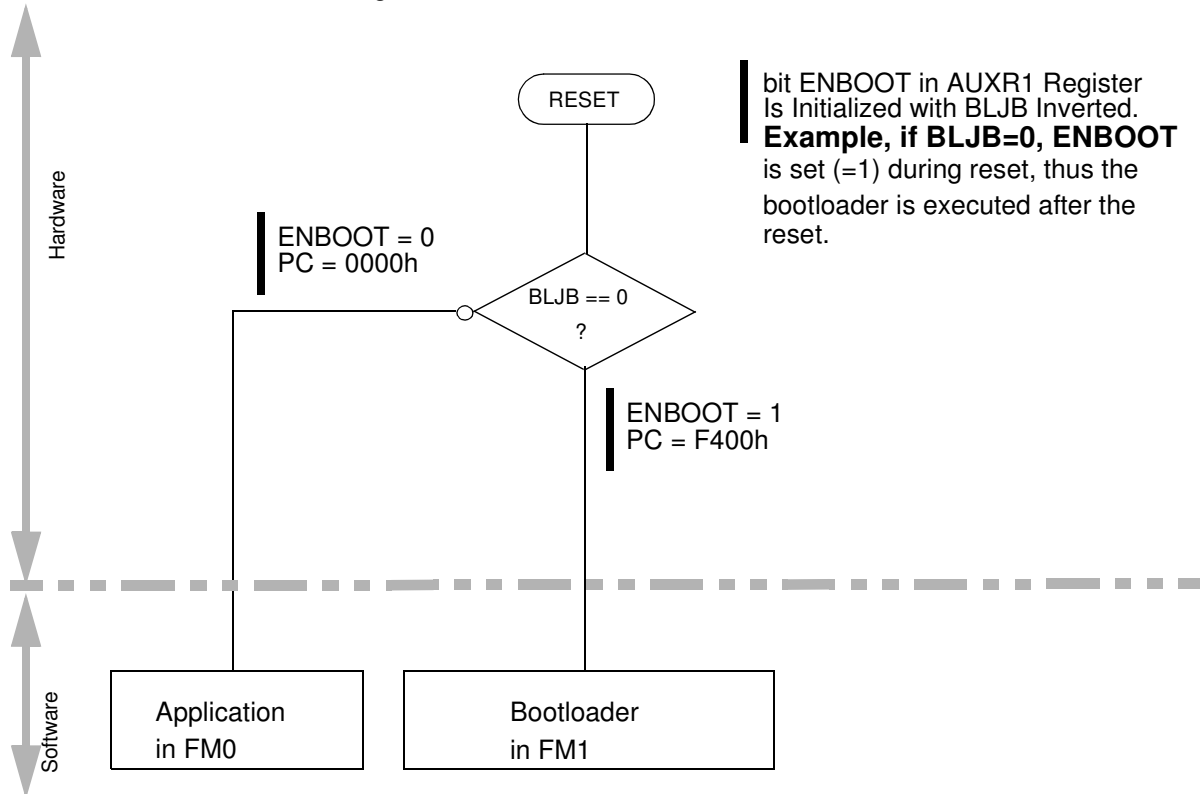 RESET
bit ENBOOT in AUXR1 Register
Is Initialized with BLJB Inverted.
Example, if BLJB=0, ENBOOT
is set (=1) during reset, thus the
bootloader is executed after the
reset.
Hardware
ENBOOT = 0
PC = 0000h
BLJB == 0
?
ENBOOT = 1
PC = F400h
Software
Application
in FM0
Bootloader
in FM1